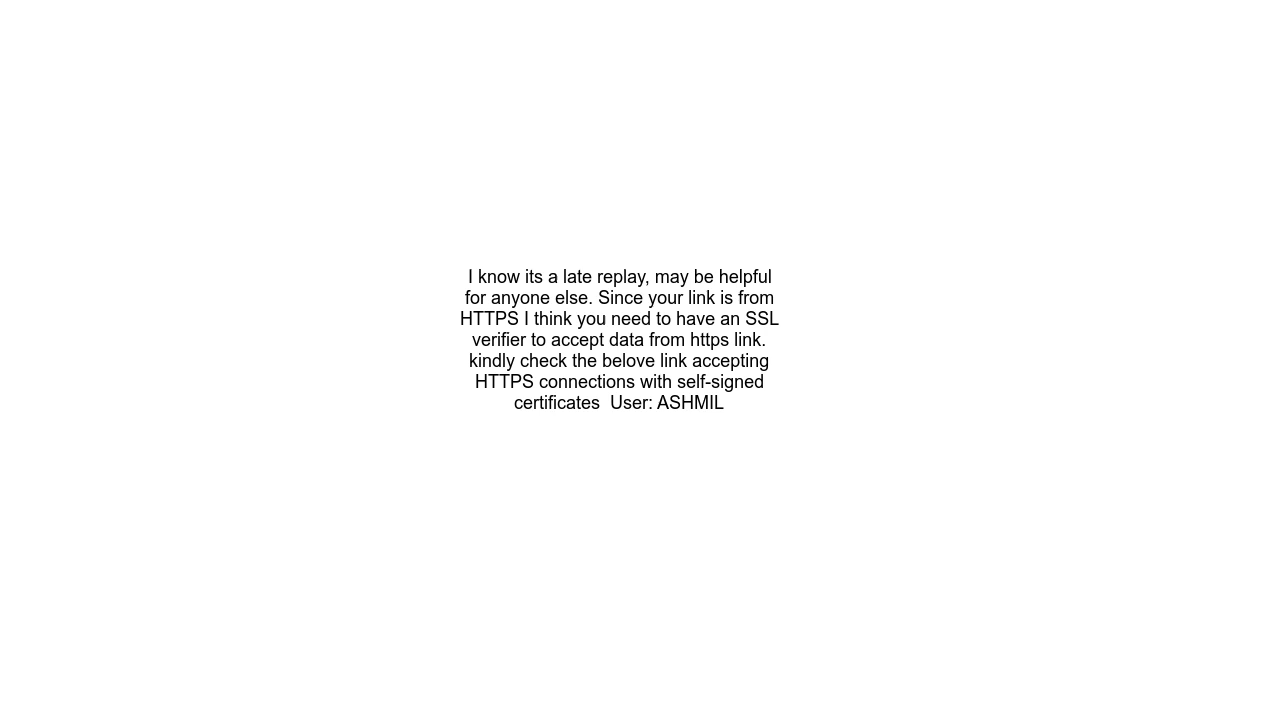 I know its a late replay, may be helpful
for anyone else. Since your link is from
HTTPS I think you need to have an SSL
verifier to accept data from https link.
kindly check the belove link accepting
HTTPS connections with self-signed
certificates  User: ASHMIL